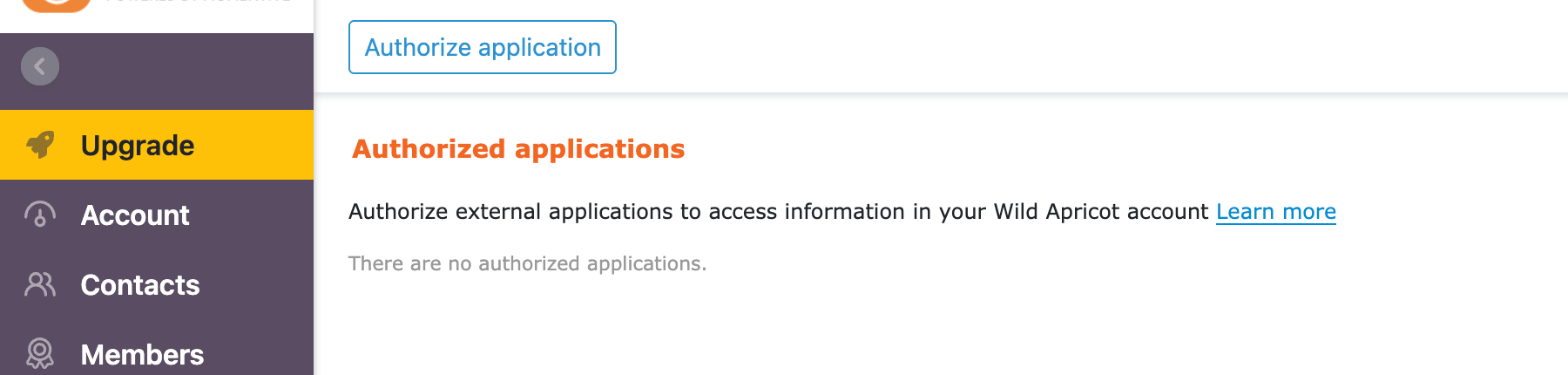 Authorize application
Upgrade
Account
Contacts
Members
Authorized applications
Authorize external applications to access information in your Wild Apricot account Learn more
There are no authorized applications.